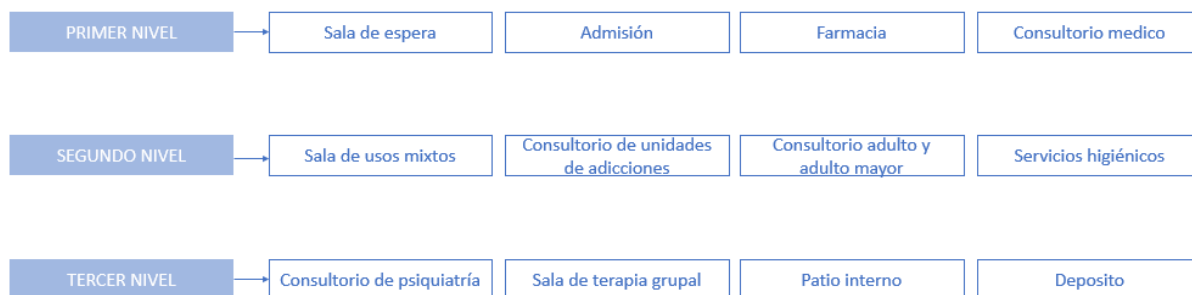 PRIMER NIVEL
Sala de espera
Admisión
Farmacia
Consultorio medico
SEGUNDO NIVEL
Sala de usos mixtos
Consultorio de unidades
de adicciones
Consultorio adulto y
adulto mayor
Servicios higiénicos
TERCER NIVEL
Consultorio de psiquiatría
Sala de terapia grupal
Patio interno
Deposito